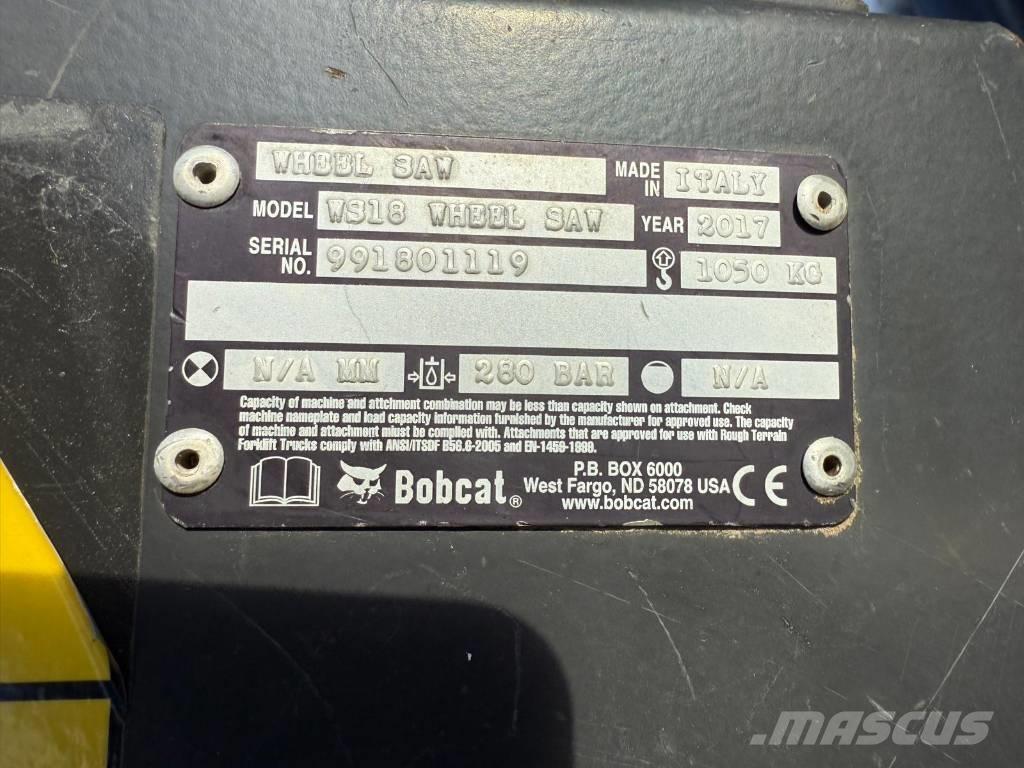 WHEEL SAW MADE IN ITALY
MODEL WS18 WHEEL SAW YEAR 2017
SERIAL NO. 991801119 1050 KG
N/A MM 280 BAR N/A
Capacity of machine and attchment combination may be less than capacity shown on attachment. Check
machine nameplate and load capacity information furnished by the manufacturer for approved use. The capacity
of machine and attachment must be complied with. Attachments that are approved for use with Rough Terrain
Forklift Trucks comply with ANSI/ITSDF B56.6-2005 and EN-1459-1998.
Bobcat®
P.B. BOX 6000
West Fargo, ND 58078 USA CE
www.bobcat.com
MASCUS